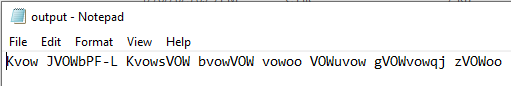 output - Notepad
File Edit Format View Help
Kvow JVOWbPF-L KvowsVOW bvowVOW vowoo VOWuvow gVOWvowqj zVOWoo